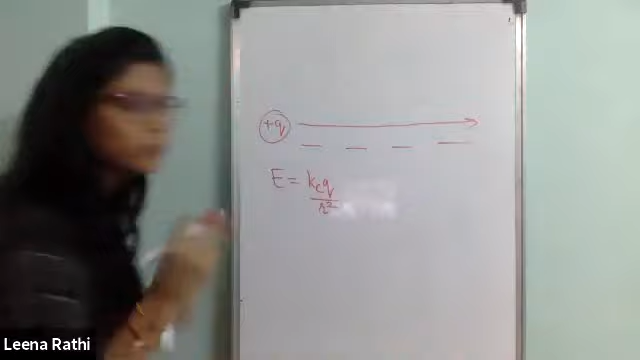 +q
E = kcq
r²
Leena Rathi